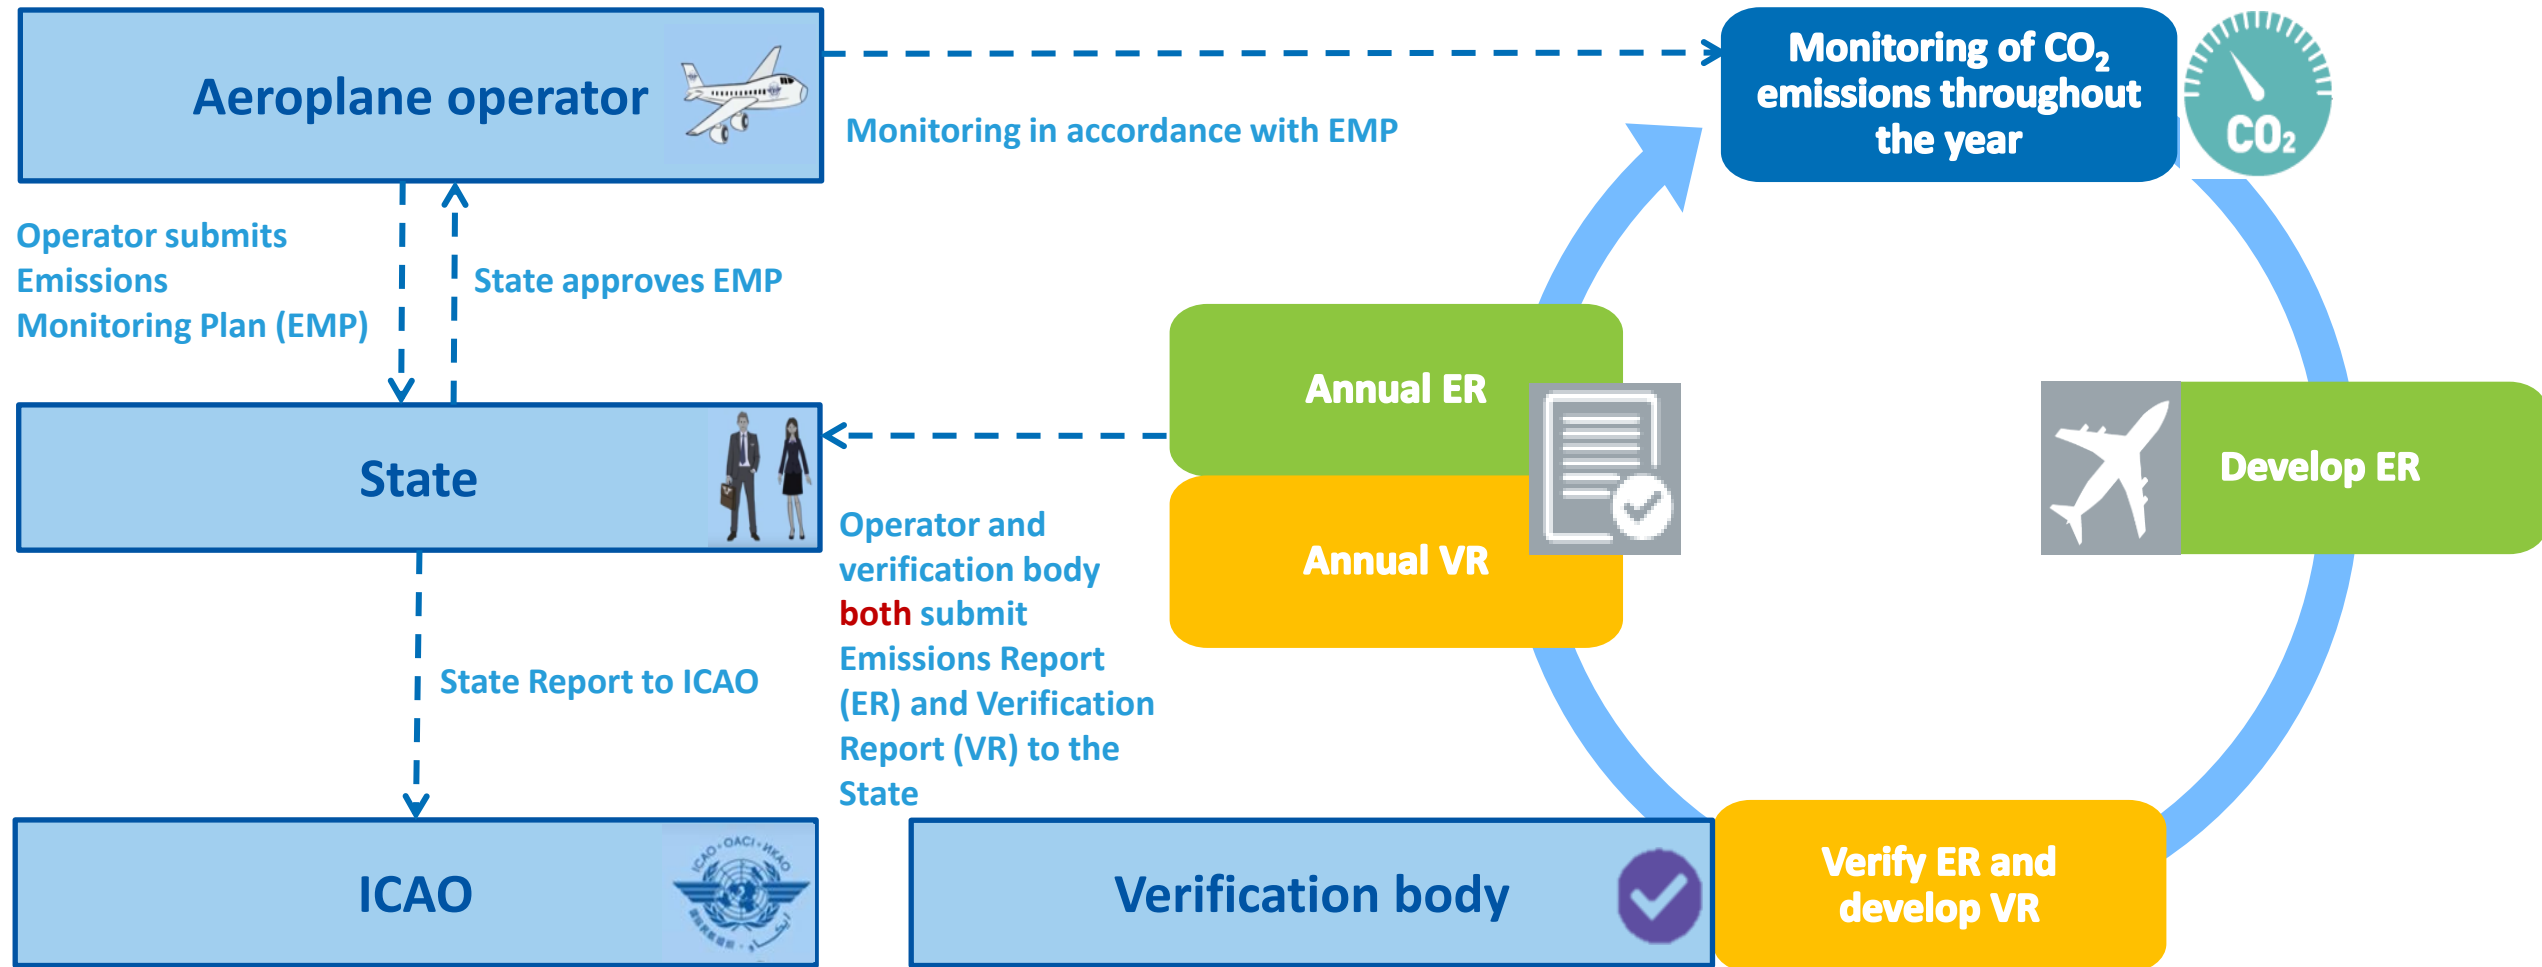 Aeroplane operator
Monitoring in accordance with EMP
Monitoring of CO₂
emissions throughout
the year
CO₂
Operator submits
Emissions
Monitoring Plan (EMP)
State approves EMP
State
Annual ER
Annual VR
Develop ER
Operator and
verification body
both submit
Emissions Report
(ER) and Verification
Report (VR) to the
State
State Report to ICAO
ICAO
ICAO · OACI · ИКАО
Verification body
Verify ER and
develop VR